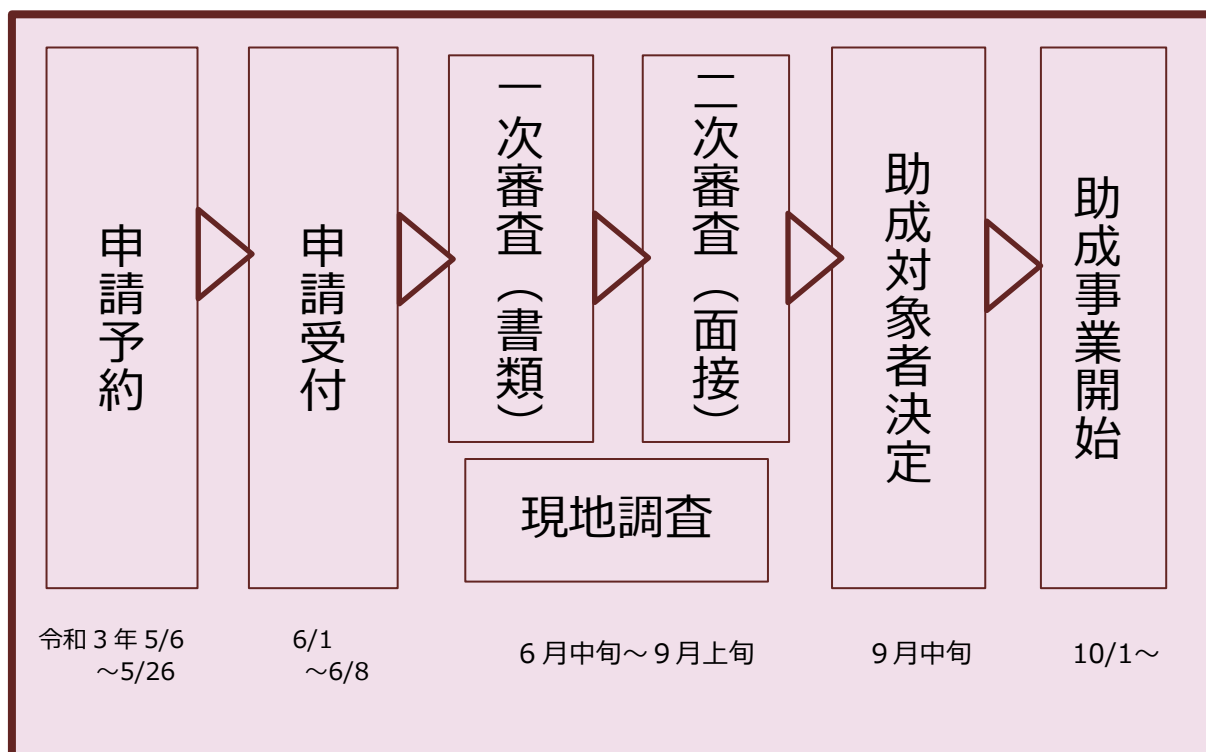 申請予約
申請受付
一次審査（書類）
二次審査（面接）
現地調査
助成対象者決定
助成事業開始
令和３年 5/6
～5/26
6/1
～6/8
６月中旬～９月上旬
９月中旬
10/1～